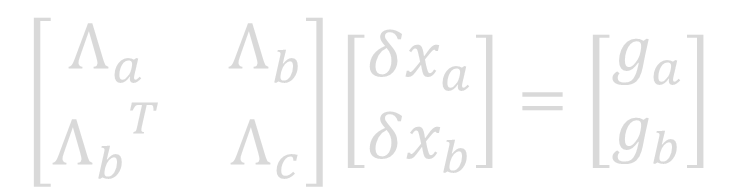 [Λ_a Λ_b] [δx_a] = [g_a]
[Λ_b^T Λ_c] [δx_b] [g_b]